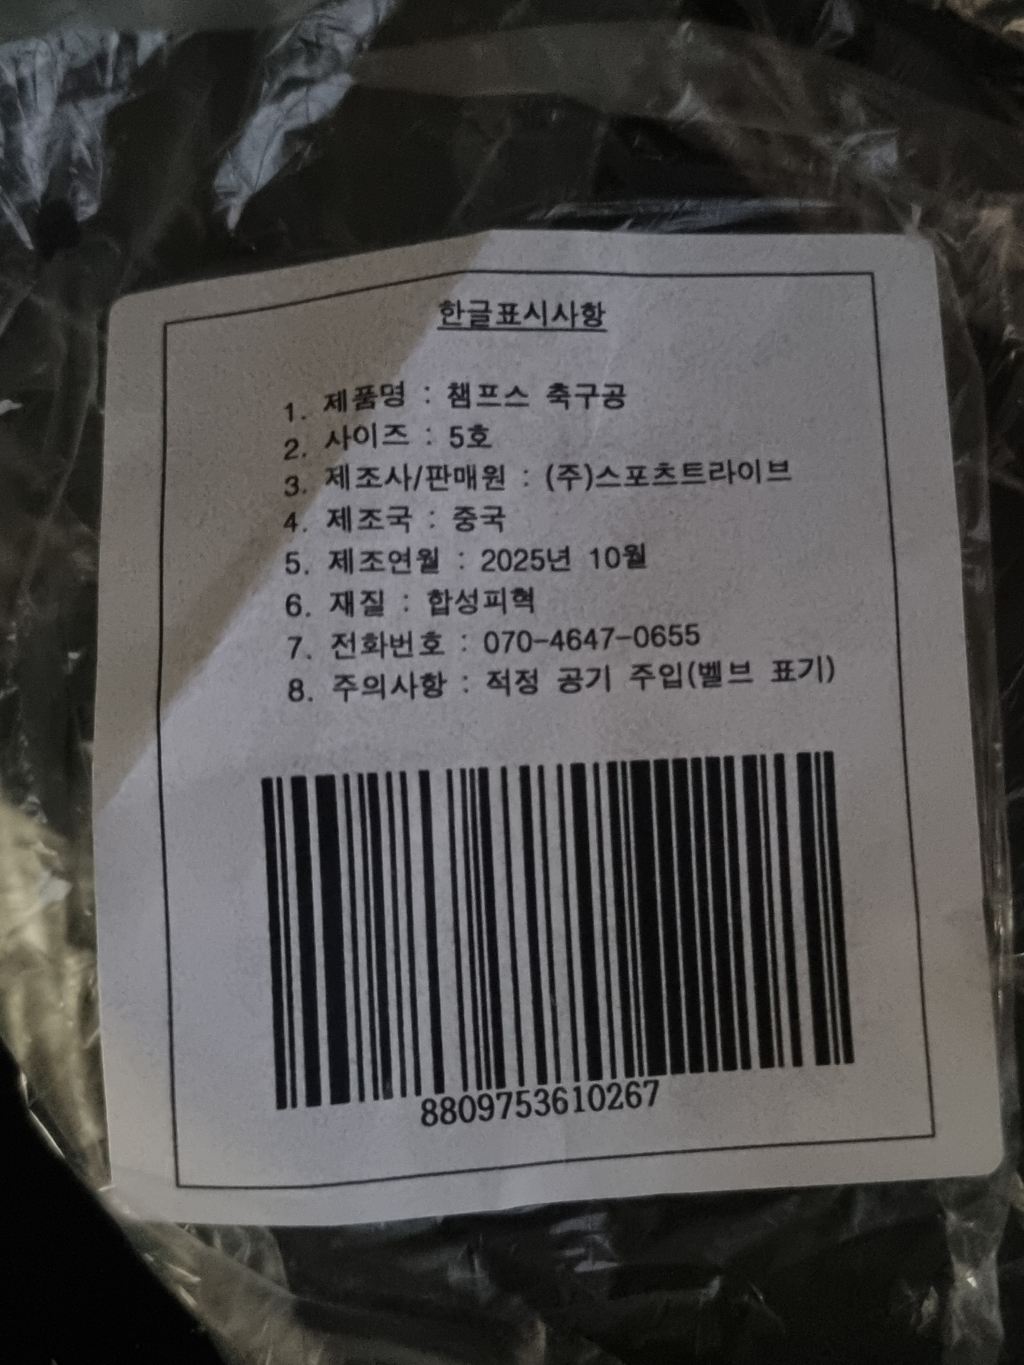 한글표시사항
1. 제품명 : 챔프스 축구공
2. 사이즈 : 5호
3. 제조사/판매원 : (주)스포츠트라이브
4. 제조국 : 중국
5. 제조연월 : 2025년 10월
6. 재질 : 합성피혁
7. 전화번호 : 070-4647-0655
8. 주의사항 : 적정 공기 주입(벨브 표기)
8809753610267